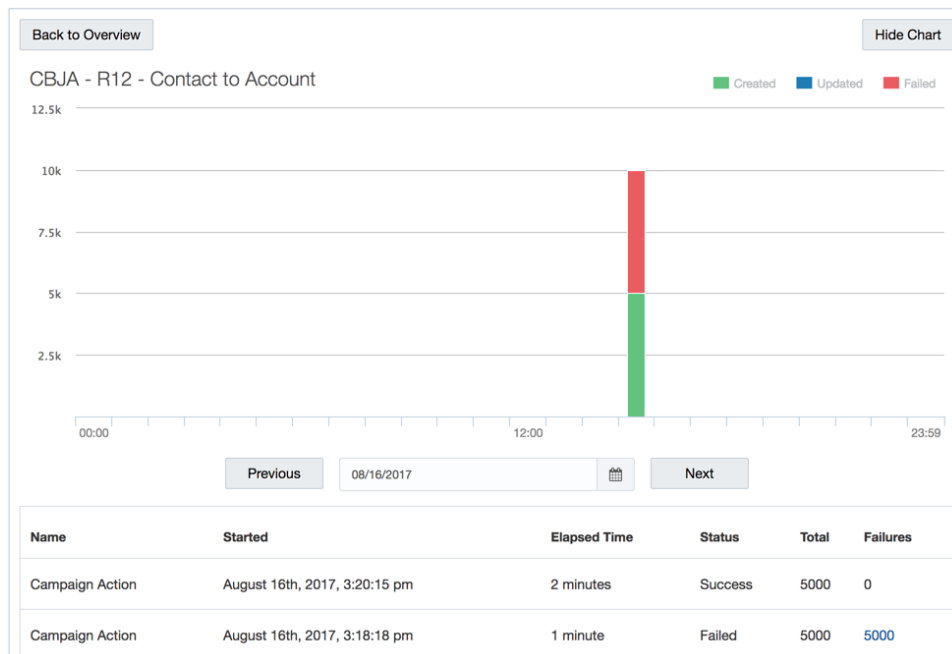 Back to Overview Hide Chart
CBJA - R12 - Contact to Account
Created Updated Failed
12.5k
10k
7.5k
5k
2.5k
00:00 12:00 23:59
Previous 08/16/2017 Next
Name Started Elapsed Time Status Total Failures
Campaign Action August 16th, 2017, 3:20:15 pm 2 minutes Success 5000 0
Campaign Action August 16th, 2017, 3:18:18 pm 1 minute Failed 5000 5000